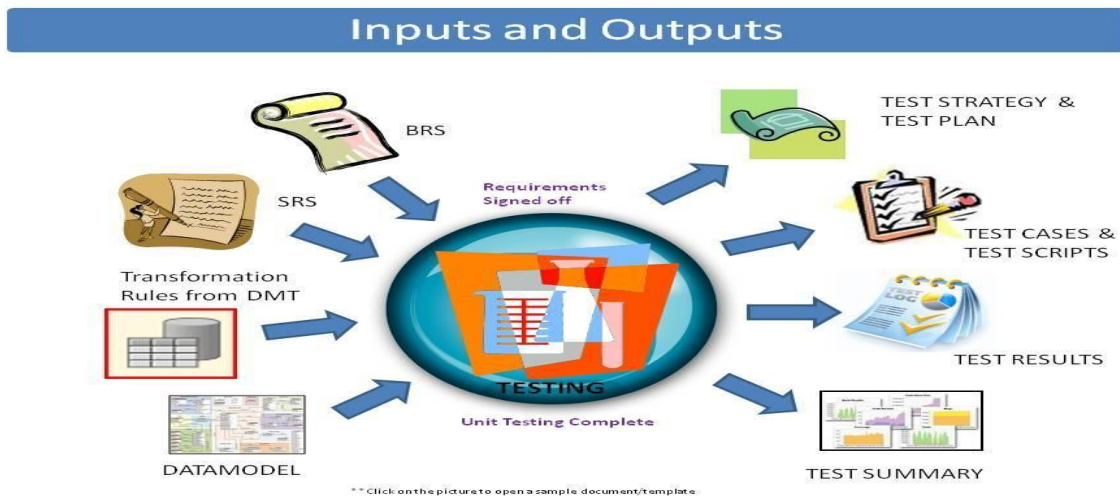 Inputs and Outputs
BRS
TEST STRATEGY &
TEST PLAN
Requirements
Signed off
SRS
TEST CASES &
TEST SCRIPTS
Transformation
Rules from DMT
TEST
LOG
TEST RESULTS
TESTING
Unit Testing Complete
DATAMODEL
TEST SUMMARY
**Click on the picture to open a sample document/template